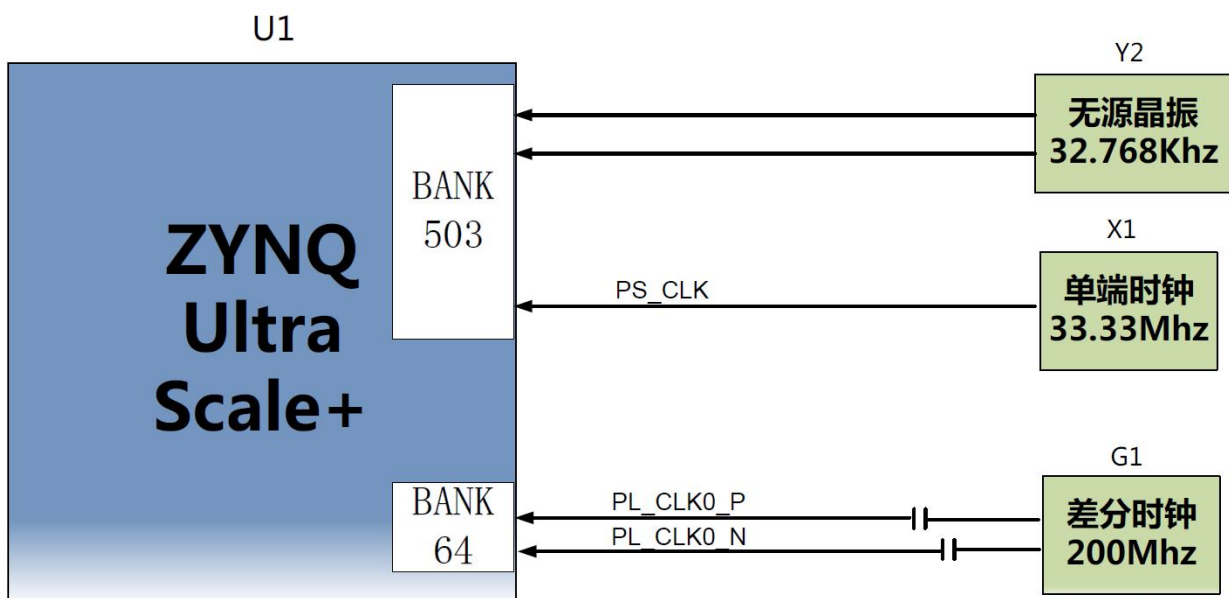 U1
ZYNQ
Ultra
Scale+
BANK
503
BANK
64
Y2
无源晶振
32.768Khz
X1
PS_CLK
单端时钟
33.33Mhz
G1
PL_CLK0_P
PL_CLK0_N
差分时钟
200Mhz